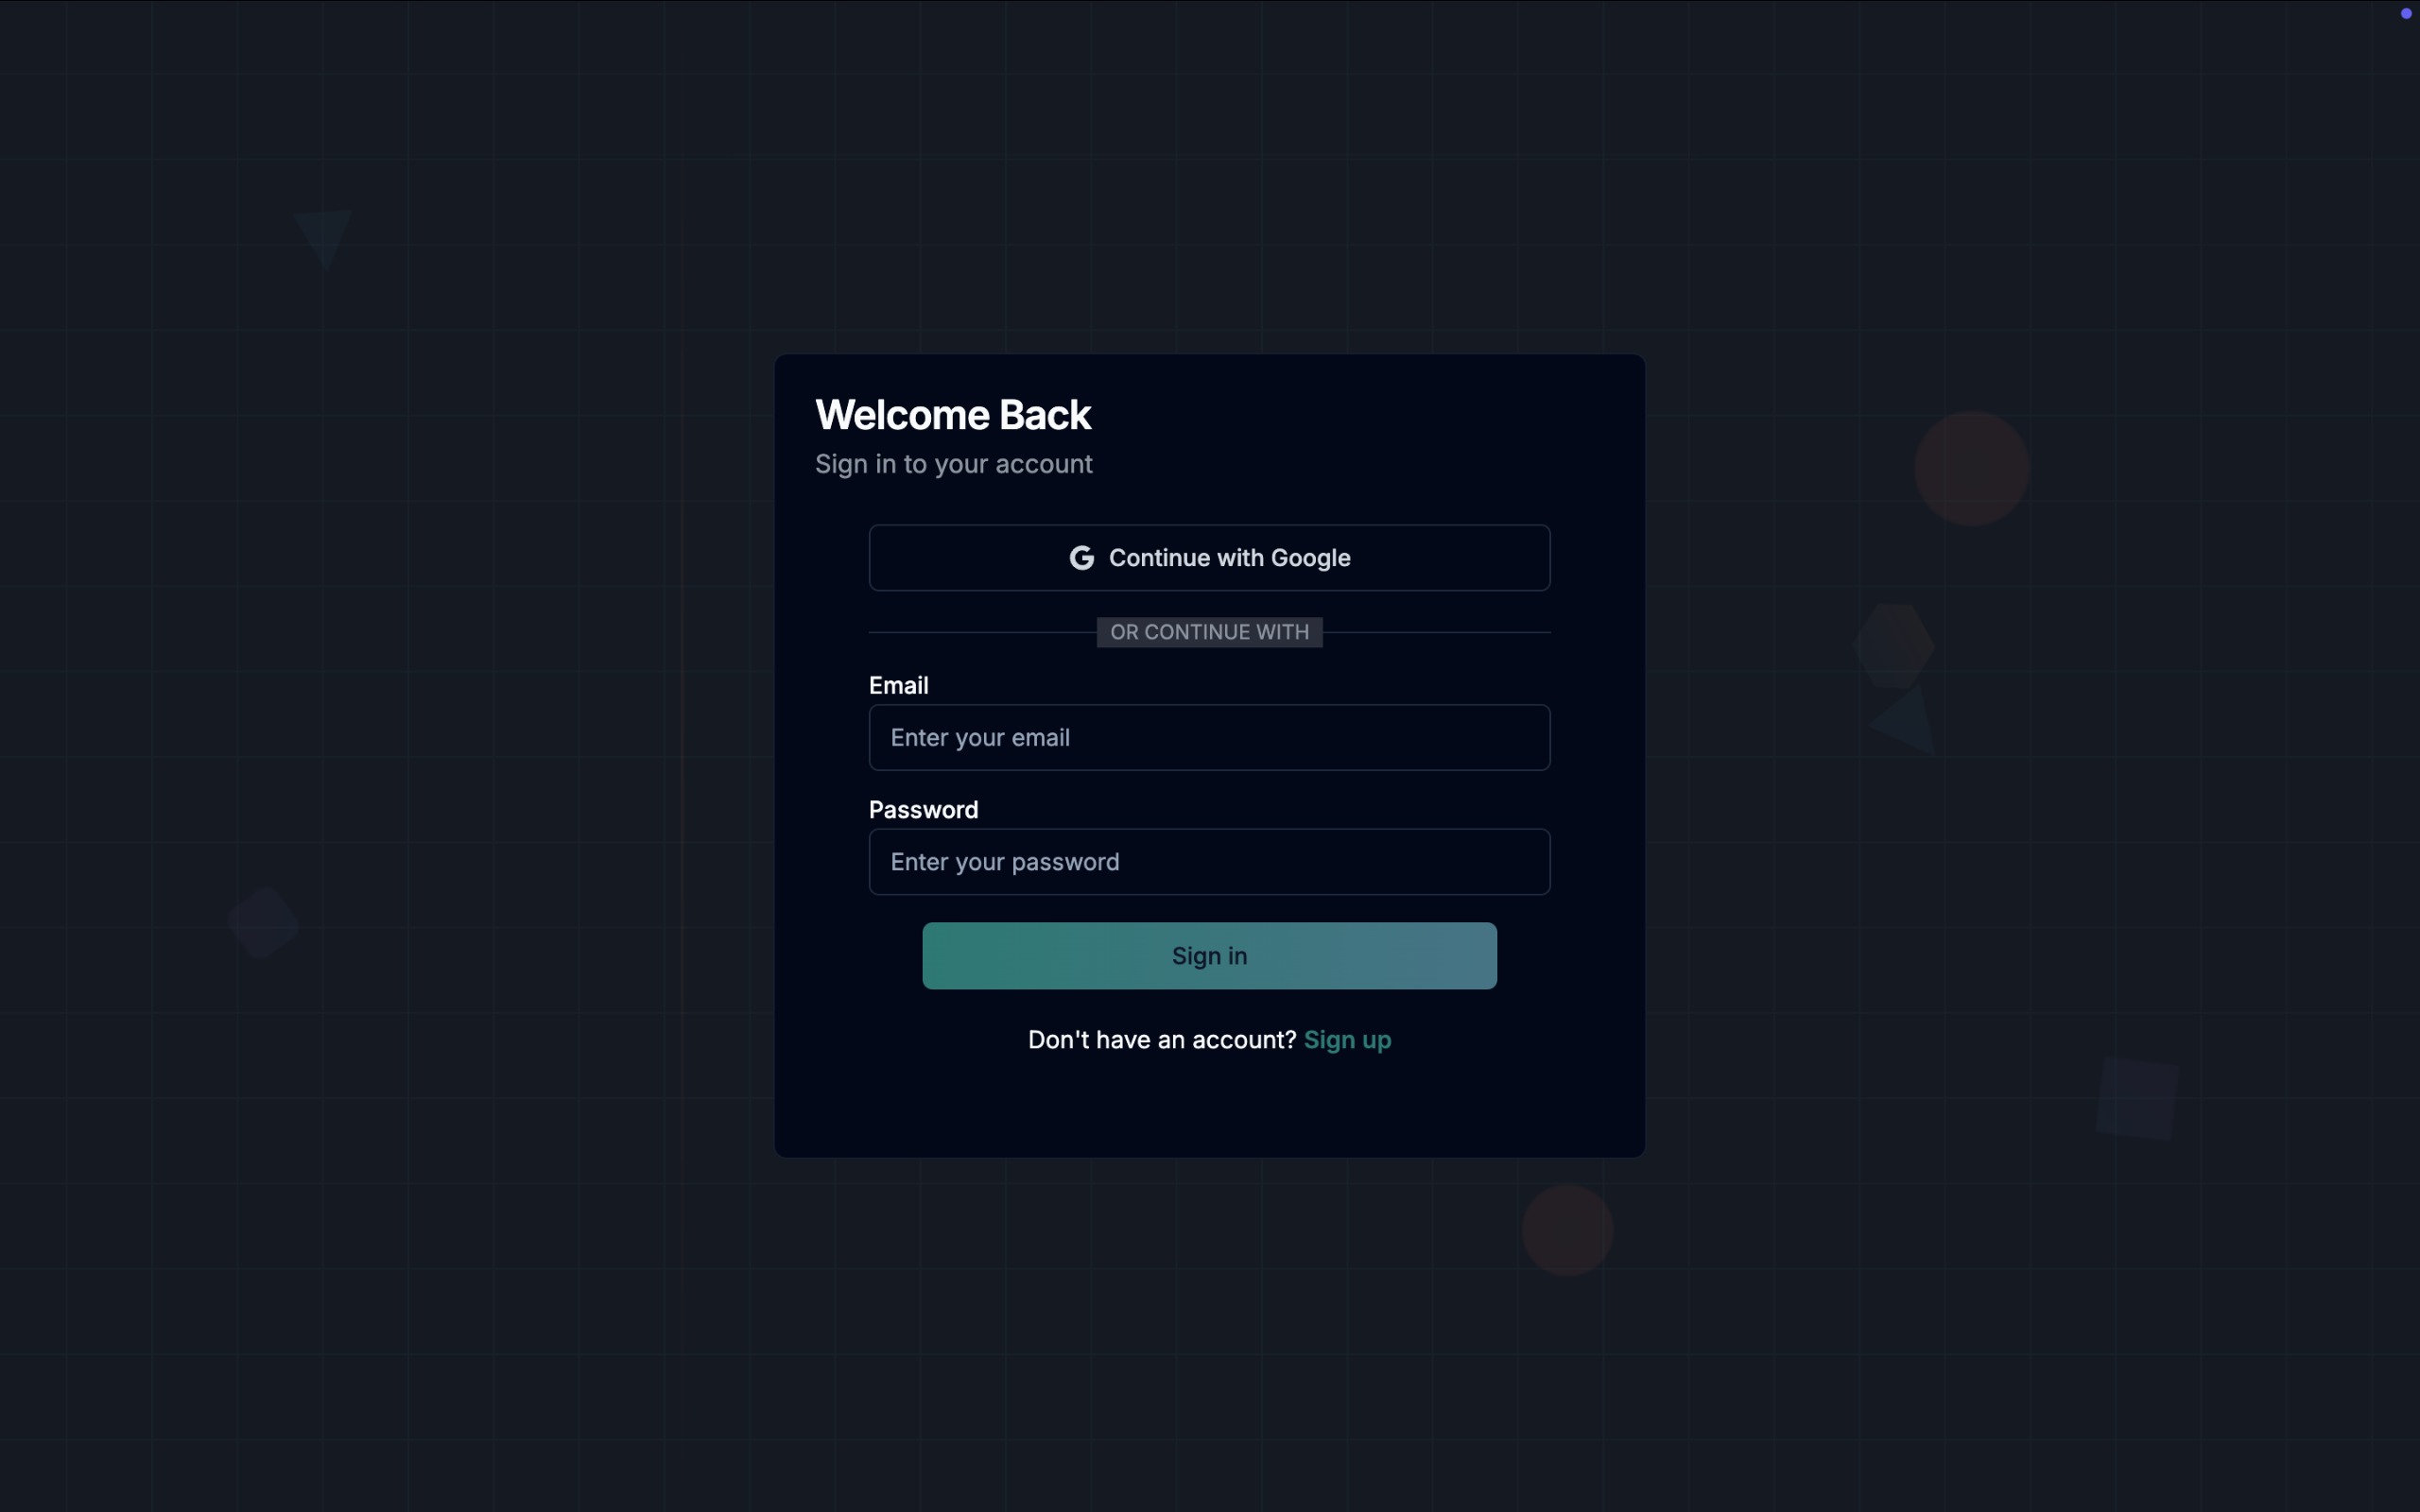 Welcome Back
Sign in to your account
Continue with Google
OR CONTINUE WITH
Email
Enter your email
Password
Enter your password
Sign in
Don't have an account? Sign up